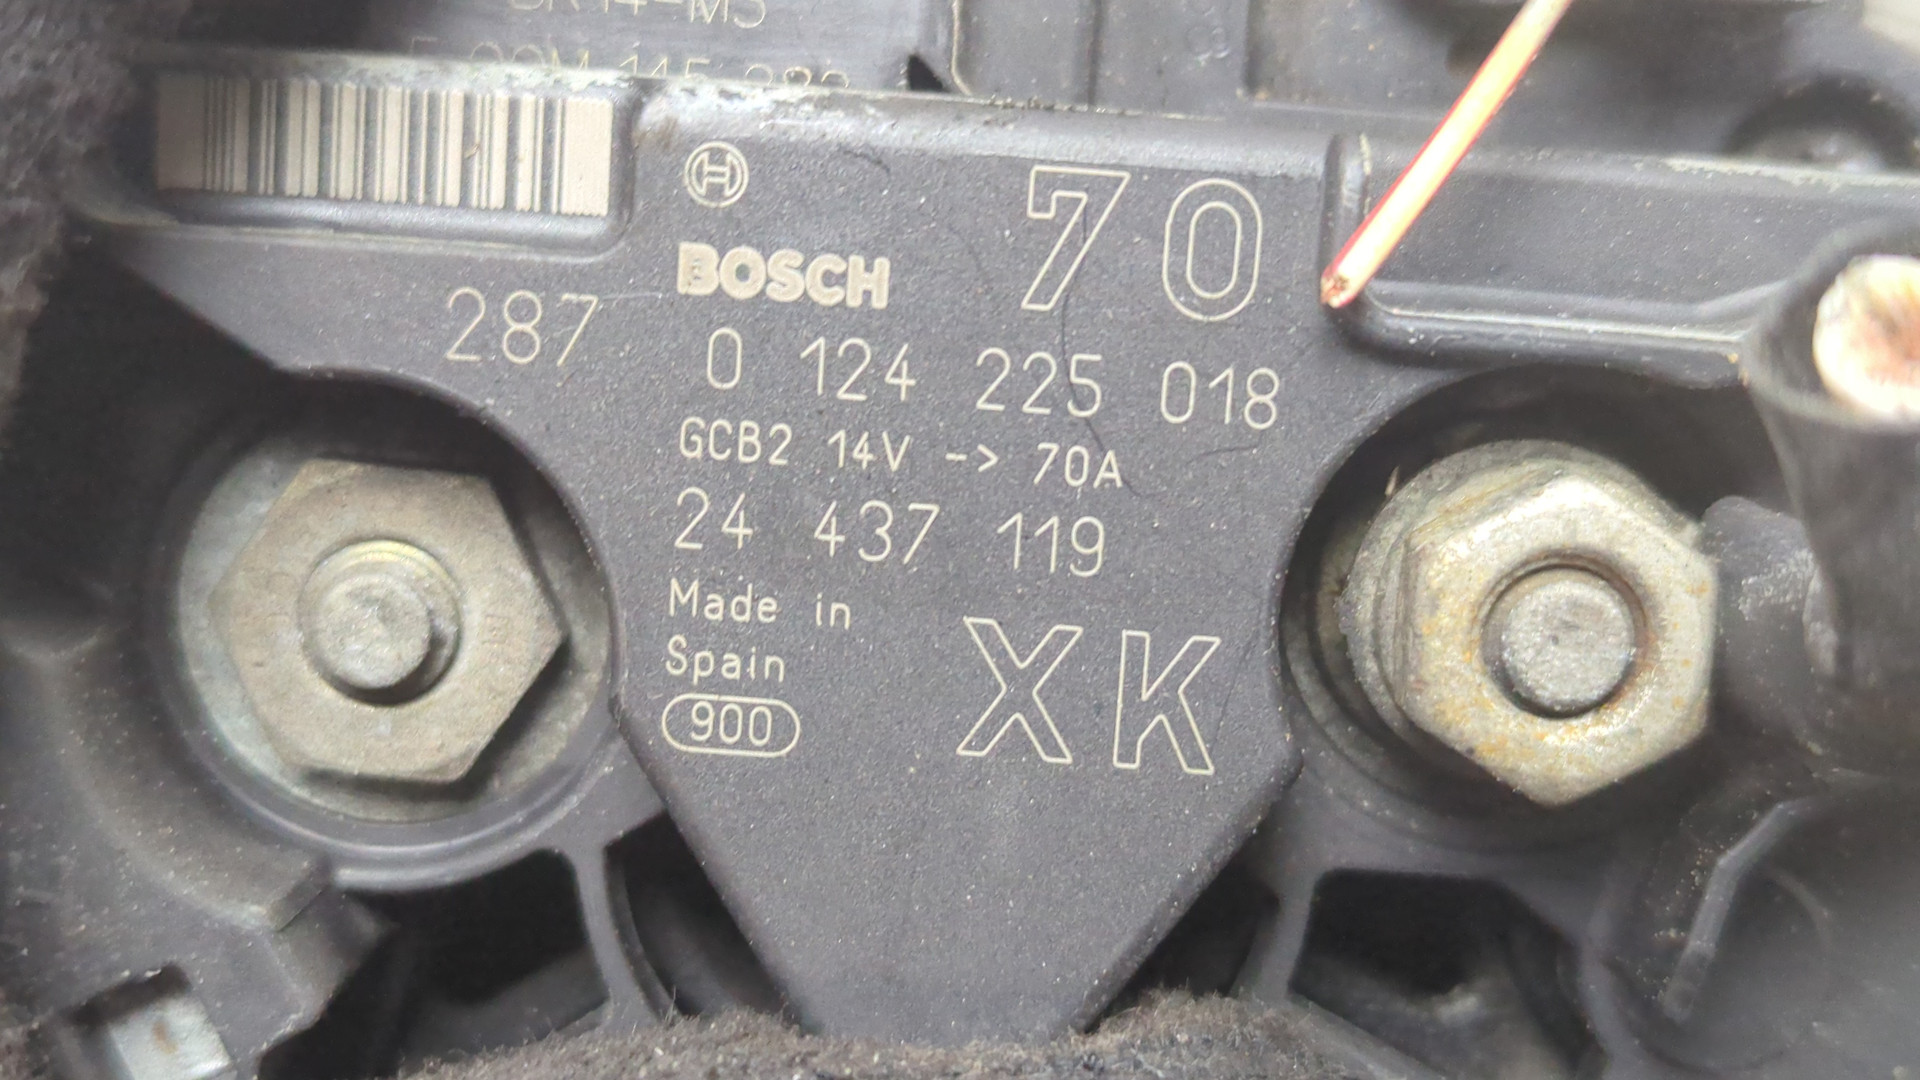 70
BOSCH
287
0 124 225 018
GCB2 14V -> 70A
24 437 119
Made in
Spain
900
XK